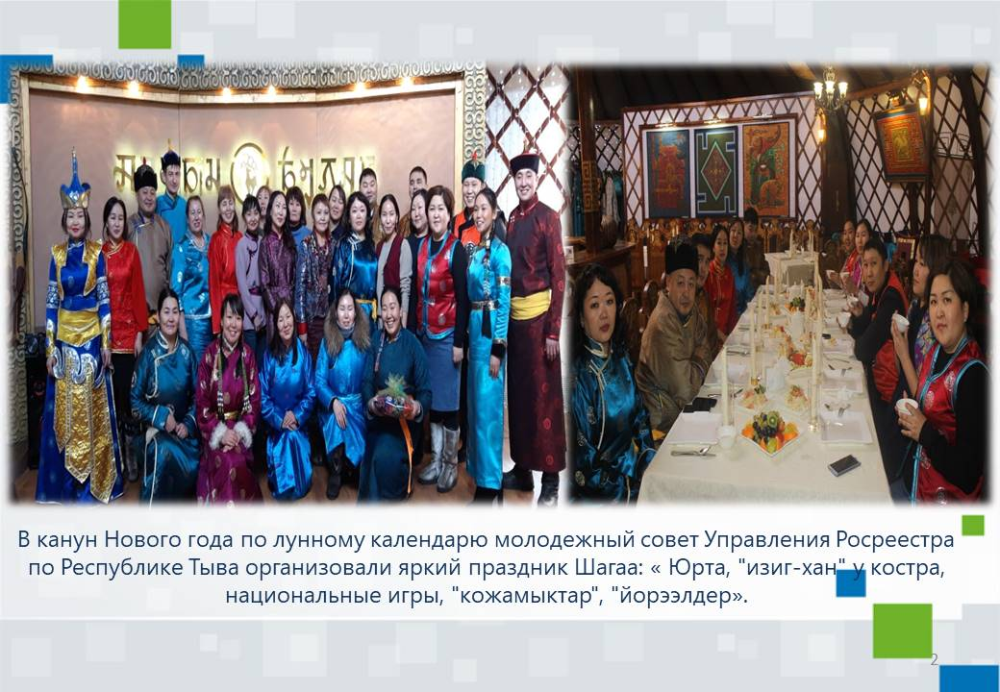 В канун Нового года по лунному календарю молодежный совет Управления Росреестра
по Республике Тыва организовали яркий праздник Шагаа: « Юрта, "изиг-хан" у костра,
национальные игры, "кожамыктар", "йорээлдер».
2